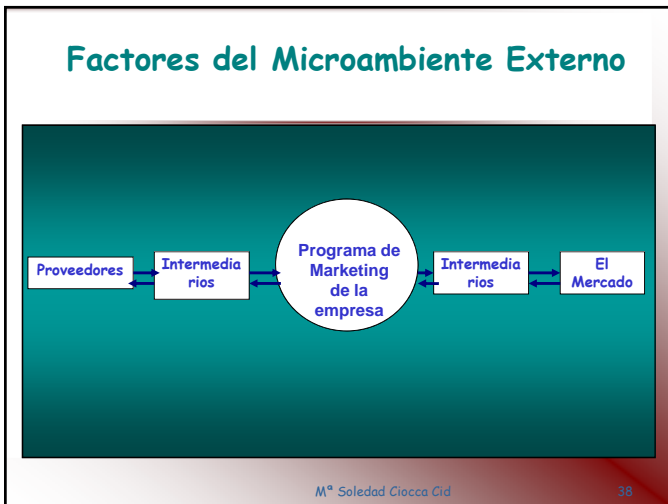 Factores del Microambiente Externo
Proveedores
Intermedia
rios
Programa de
Marketing
de la
empresa
Intermedia
rios
El
Mercado
Mª Soledad Ciocca Cid
38